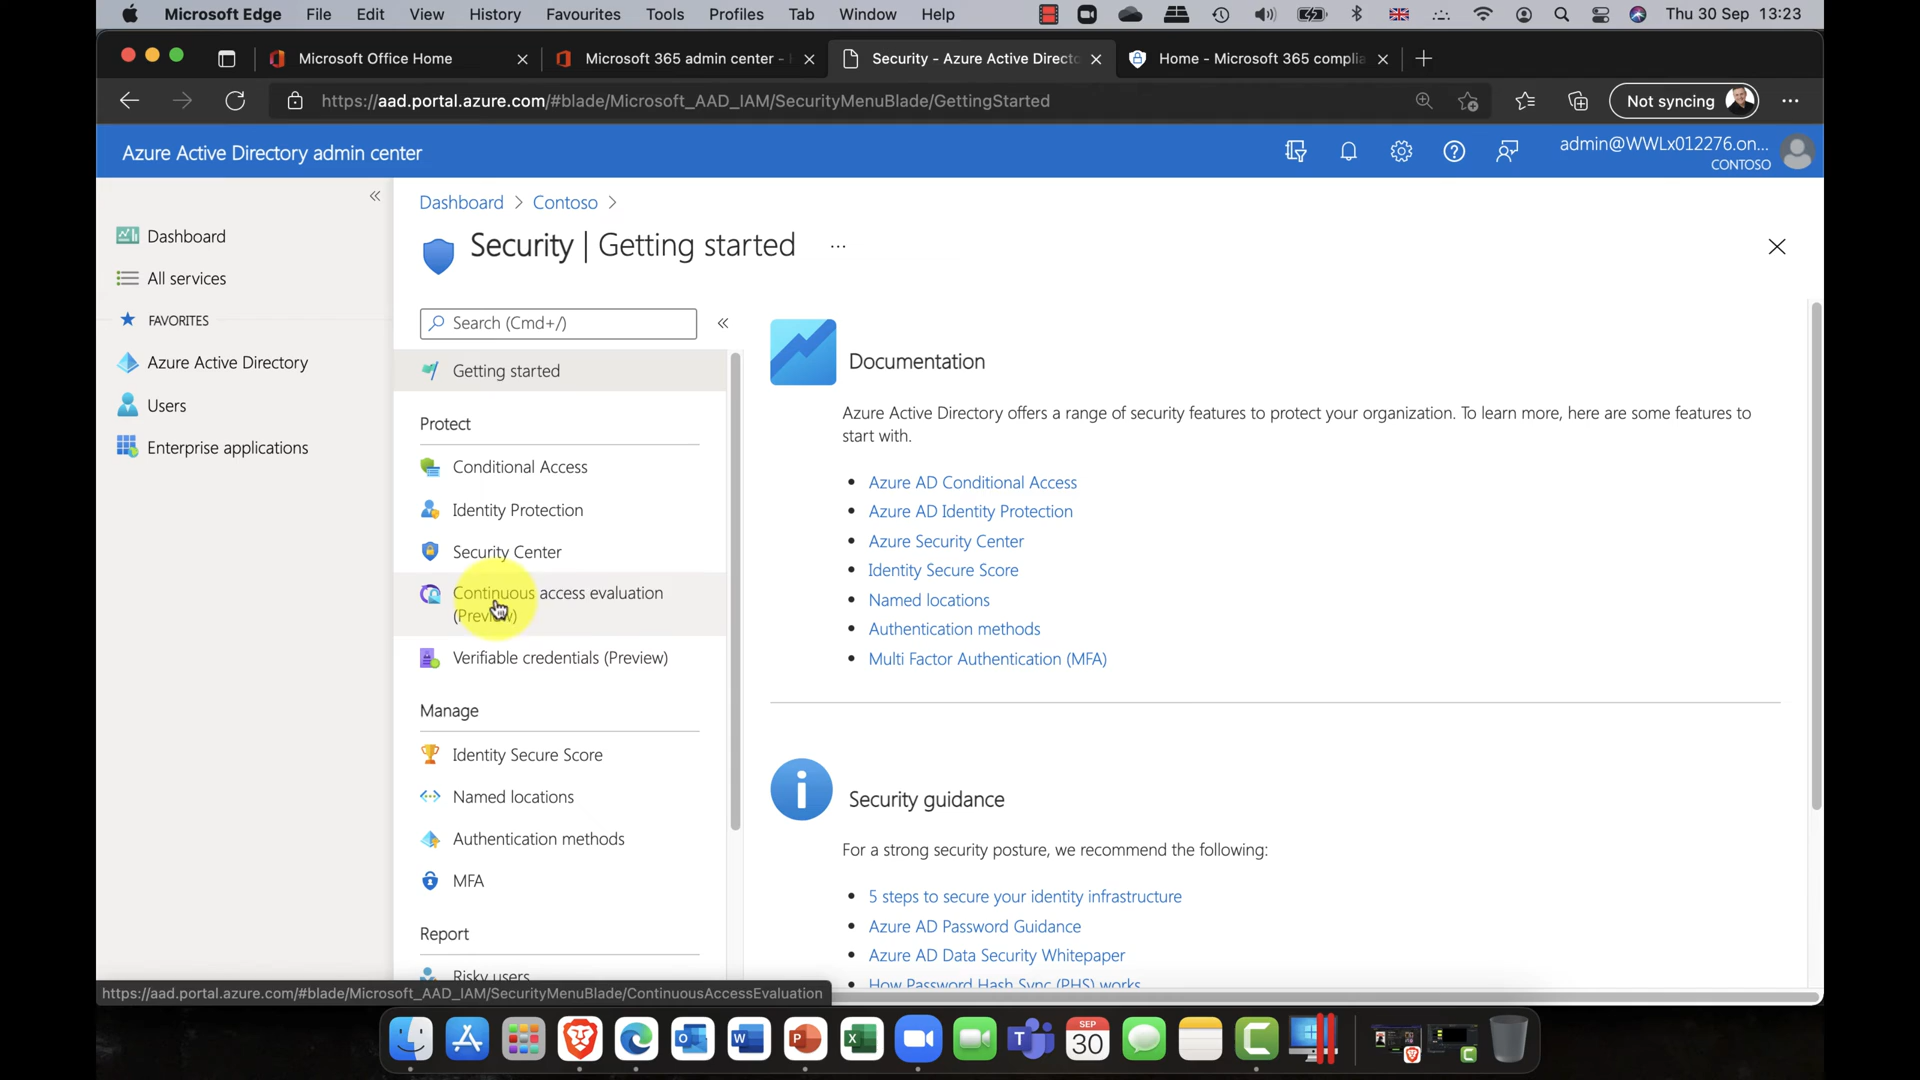 Microsoft Edge File Edit View History Favourites Tools Profiles Tab Window Help Thu 30 Sep 13:23
Microsoft Office Home Microsoft 365 admin center - Security - Azure Active Directo Home - Microsoft 365 complia
https://aad.portal.azure.com/#blade/Microsoft_AAD_IAM/SecurityMenuBlade/GettingStarted Not syncing
Azure Active Directory admin center
admin@WWLx012276.on...
CONTOSO
Dashboard
All services
FAVORITES
Azure Active Directory
Users
Enterprise applications
Dashboard > Contoso >
Security | Getting started ...
Search (Cmd+/)
Getting started
Protect
Conditional Access
Identity Protection
Security Center
Continuous access evaluation
(Preview)
Verifiable credentials (Preview)
Manage
Identity Secure Score
Named locations
Authentication methods
MFA
Report
Risky users
Documentation
Azure Active Directory offers a range of security features to protect your organization. To learn more, here are some features to
start with.
• Azure AD Conditional Access
• Azure AD Identity Protection
• Azure Security Center
• Identity Secure Score
• Named locations
• Authentication methods
• Multi Factor Authentication (MFA)
Security guidance
For a strong security posture, we recommend the following:
• 5 steps to secure your identity infrastructure
• Azure AD Password Guidance
• Azure AD Data Security Whitepaper
• How Password Hash Sync (PHS) works
https://aad.portal.azure.com/#blade/Microsoft_AAD_IAM/SecurityMenuBlade/ContinuousAccessEvaluation
SEP
30